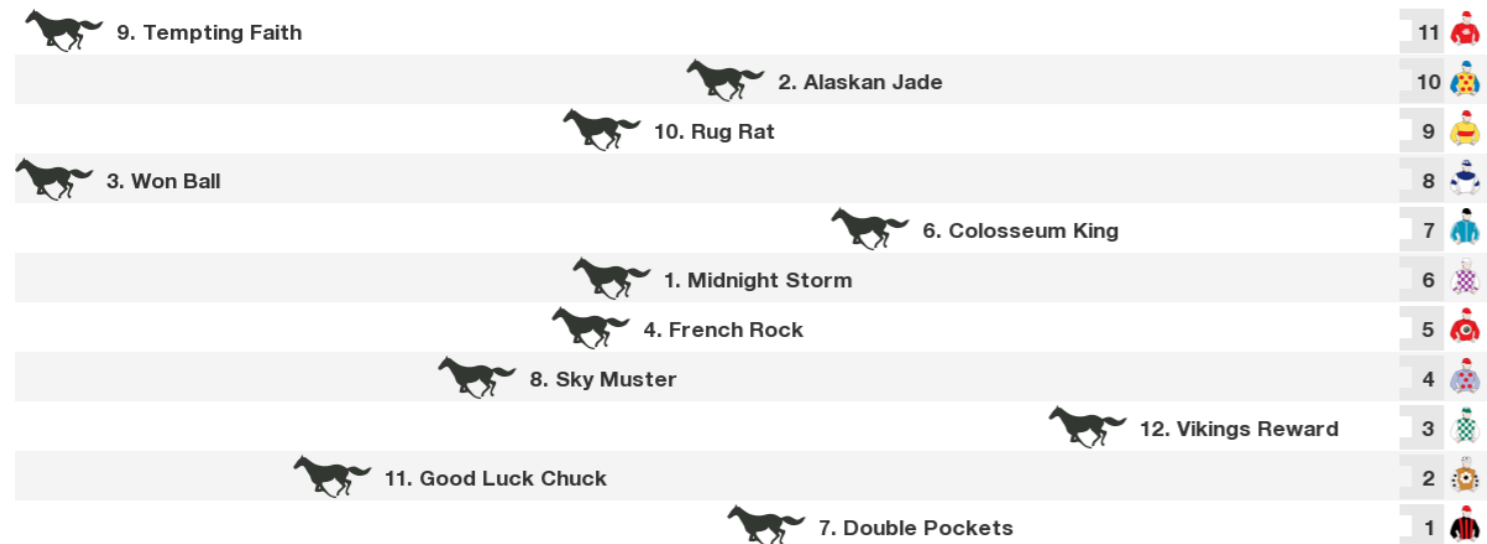 9. Tempting Faith 11
2. Alaskan Jade 10
10. Rug Rat 9
3. Won Ball 8
6. Colosseum King 7
1. Midnight Storm 6
4. French Rock 5
8. Sky Muster 4
12. Vikings Reward 3
11. Good Luck Chuck 2
7. Double Pockets 1